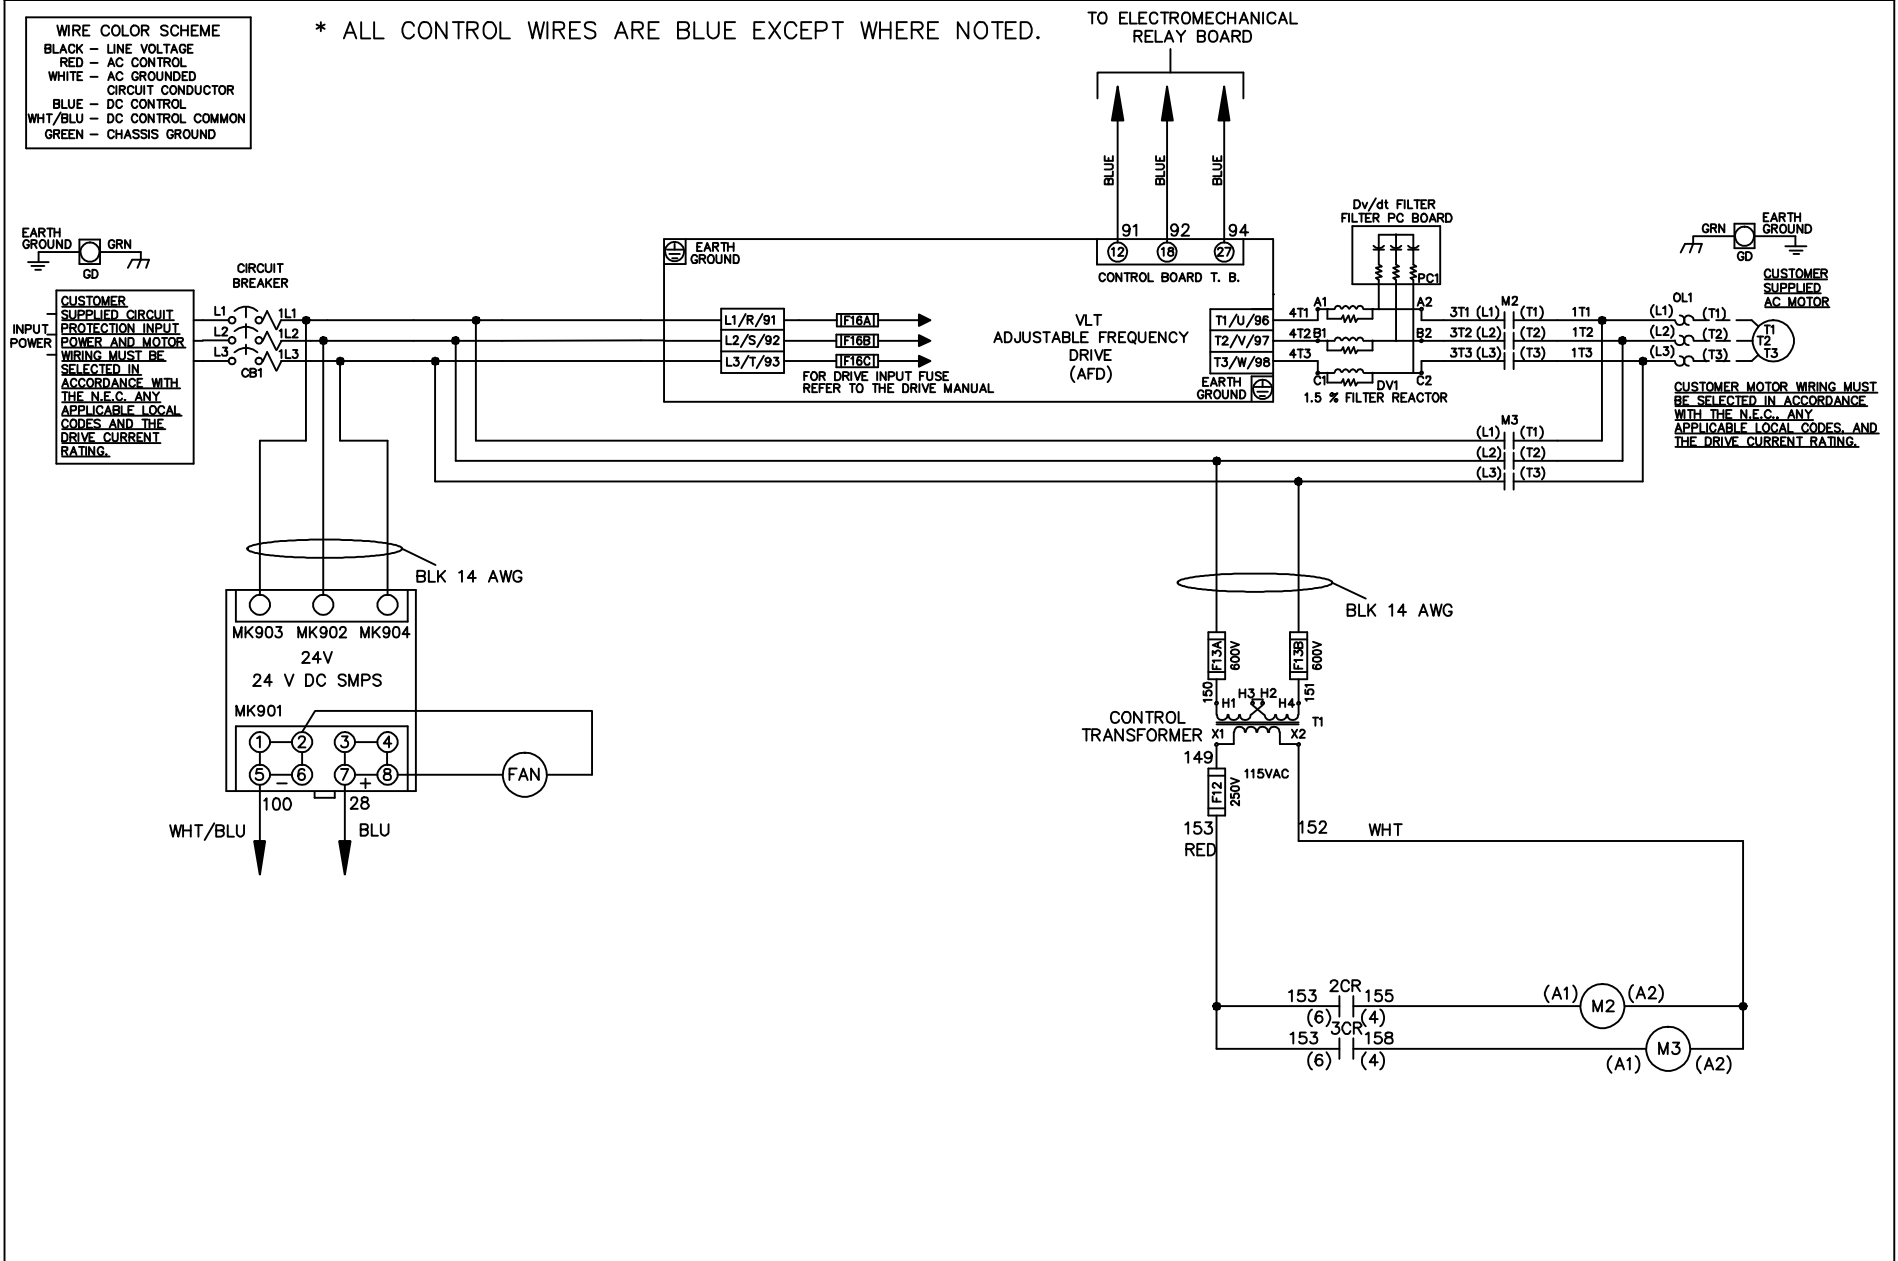 WIRE COLOR SCHEME
BLACK – LINE VOLTAGE
RED – AC CONTROL
WHITE – AC GROUNDED
CIRCUIT CONDUCTOR
BLUE – DC CONTROL
WHT/BLU – DC CONTROL COMMON
GREEN – CHASSIS GROUND
* ALL CONTROL WIRES ARE BLUE EXCEPT WHERE NOTED.
TO ELECTROMECHANICAL
RELAY BOARD
BLUE
BLUE
BLUE
91
92
94
12
18
27
CONTROL BOARD T. B.
EARTH
GROUND
GRN
GD
CUSTOMER
SUPPLIED CIRCUIT
PROTECTION INPUT
POWER AND MOTOR
WIRING MUST BE
SELECTED IN
ACCORDANCE WITH
THE N.E.C. ANY
APPLICABLE LOCAL
CODES AND THE
DRIVE CURRENT
RATING.
INPUT
POWER
CIRCUIT
BREAKER
L1
1L1
L2
1L2
L3
1L3
CB1
EARTH
GROUND
L1/R/91
L2/S/92
L3/T/93
F16A
F16B
F16C
FOR DRIVE INPUT FUSE
REFER TO THE DRIVE MANUAL
VLT
ADJUSTABLE FREQUENCY
DRIVE
(AFD)
T1/U/96
T2/V/97
T3/W/98
EARTH
GROUND
Dv/dt FILTER
FILTER PC BOARD
PC1
4T1
A1
A2
4T2
B1
B2
4T3
C1
C2
DV1
1.5 % FILTER REACTOR
M2
3T1 (L1) (T1) 1T1
3T2 (L2) (T2) 1T2
3T3 (L3) (T3) 1T3
M3
(L1) (T1)
(L2) (T2)
(L3) (T3)
OL1
(L1) (T1)
(L2) (T2)
(L3) (T3)
T1
T2
T3
GRN
EARTH
GROUND
GD
CUSTOMER
SUPPLIED
AC MOTOR
CUSTOMER MOTOR WIRING MUST
BE SELECTED IN ACCORDANCE
WITH THE N.E.C., ANY
APPLICABLE LOCAL CODES, AND
THE DRIVE CURRENT RATING.
BLK 14 AWG
MK903 MK902 MK904
24V
24 V DC SMPS
MK901
1
2
3
4
5
–
6
7
+
8
FAN
100
28
WHT/BLU
BLU
BLK 14 AWG
F13A
600V
F13B
600V
150
151
H1
H3
H2
H4
T1
CONTROL
TRANSFORMER
X1
X2
149
115VAC
F12
250V
153
RED
152
WHT
2CR
153
155
(6)
(4)
(A1)
M2
(A2)
3CR
153
158
(6)
(4)
(A1)
M3
(A2)